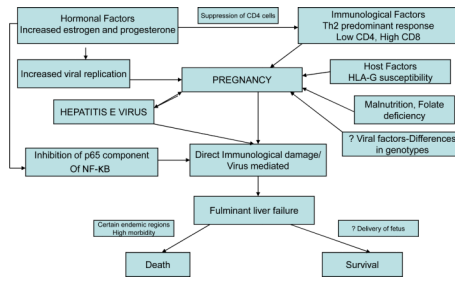 Hormonal Factors
Increased estrogen and progesterone
Suppression of CD4 cells
Immunological Factors
Th2 predominant response
Low CD4, High CD8
Increased viral replication
PREGNANCY
Host Factors
HLA-G susceptibility
HEPATITIS E VIRUS
Malnutrition, Folate
deficiency
? Viral factors-Differences
in genotypes
Inhibition of p65 component
Of NF-KB
Direct Immunological damage/
Virus mediated
Fulminant liver failure
Certain endemic regions
High morbidity
? Delivery of fetus
Death
Survival